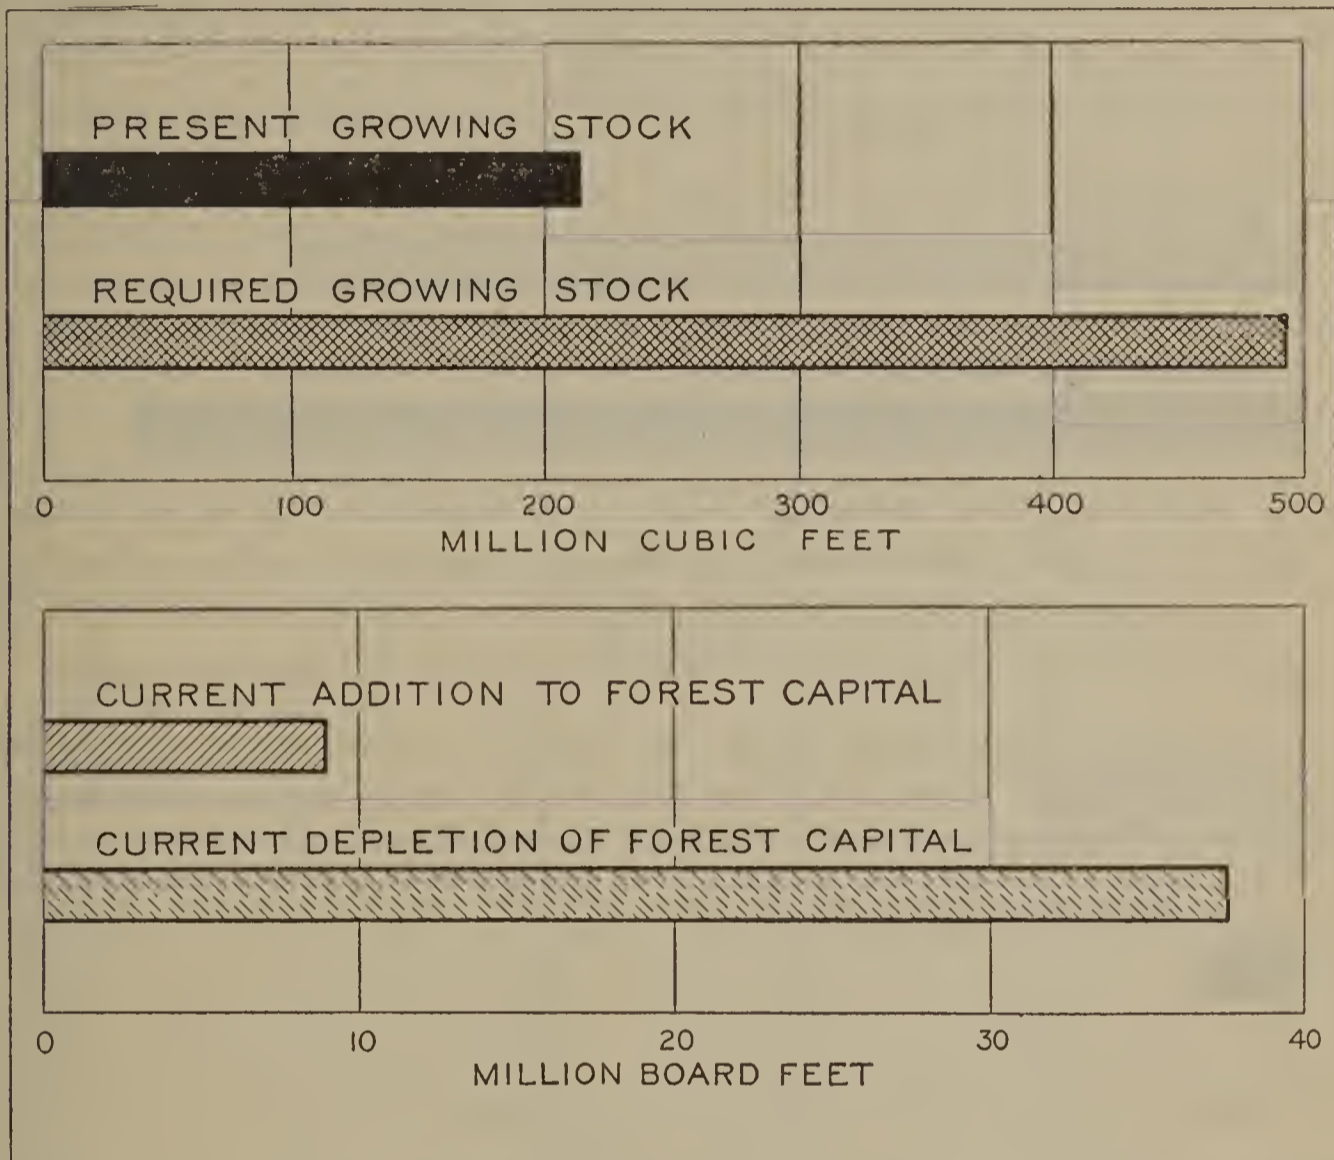 PRESENT GROWING STOCK
REQUIRED GROWING STOCK
0 100 200 300 400 500
MILLION CUBIC FEET
CURRENT ADDITION TO FOREST CAPITAL
CURRENT DEPLETION OF FOREST CAPITAL
0 10 20 30 40
MILLION BOARD FEET